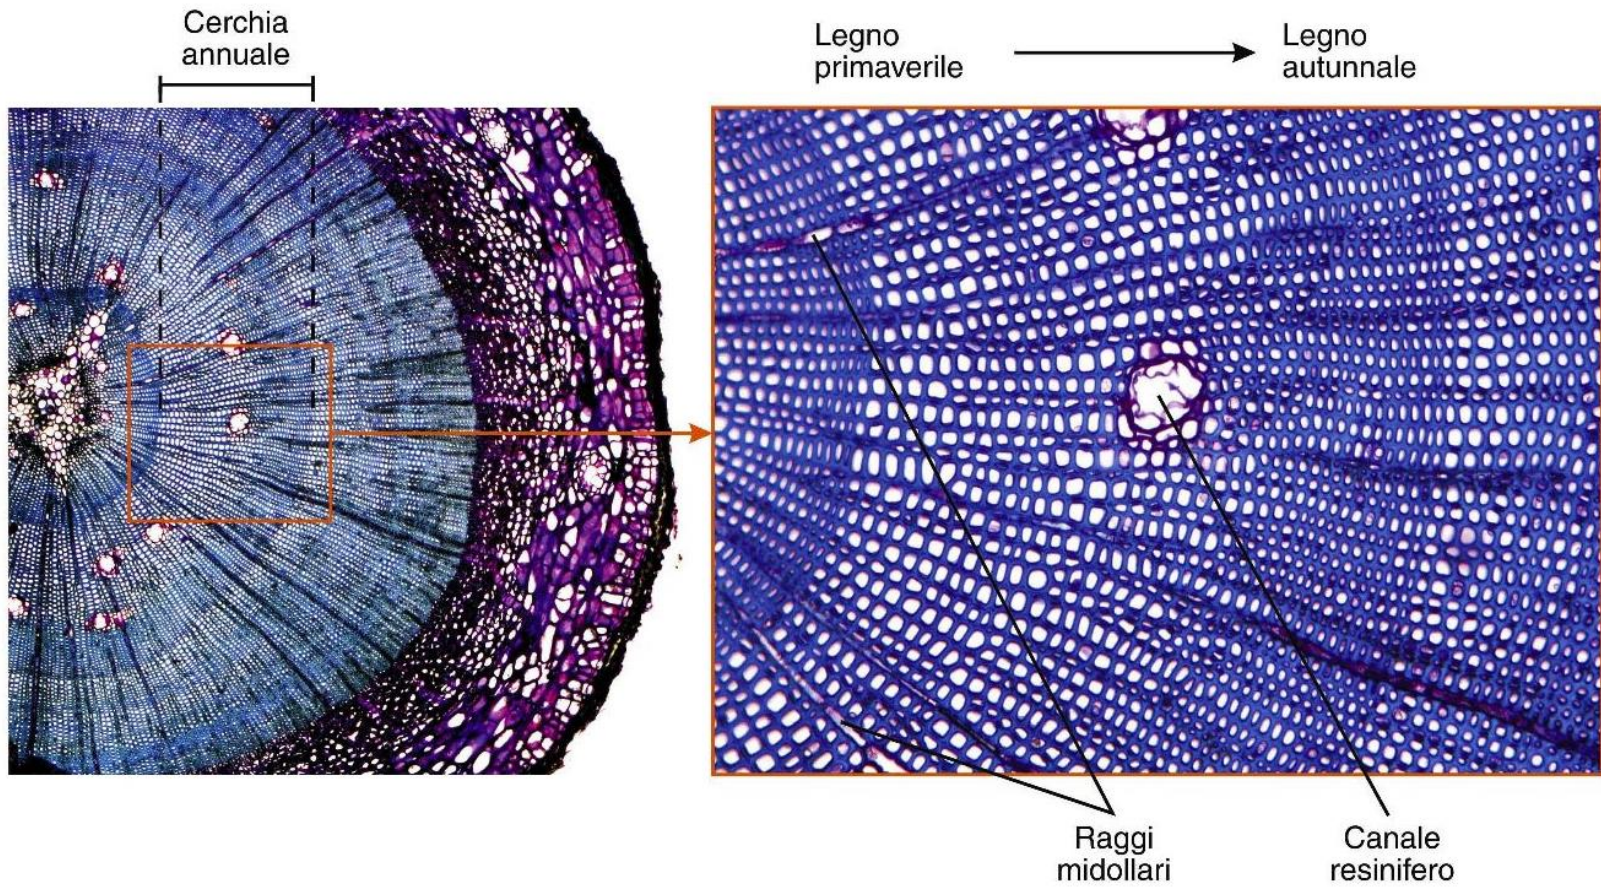 Cerchia
annuale
Legno
primaverile
Legno
autunnale
Raggi
midollari
Canale
resinifero